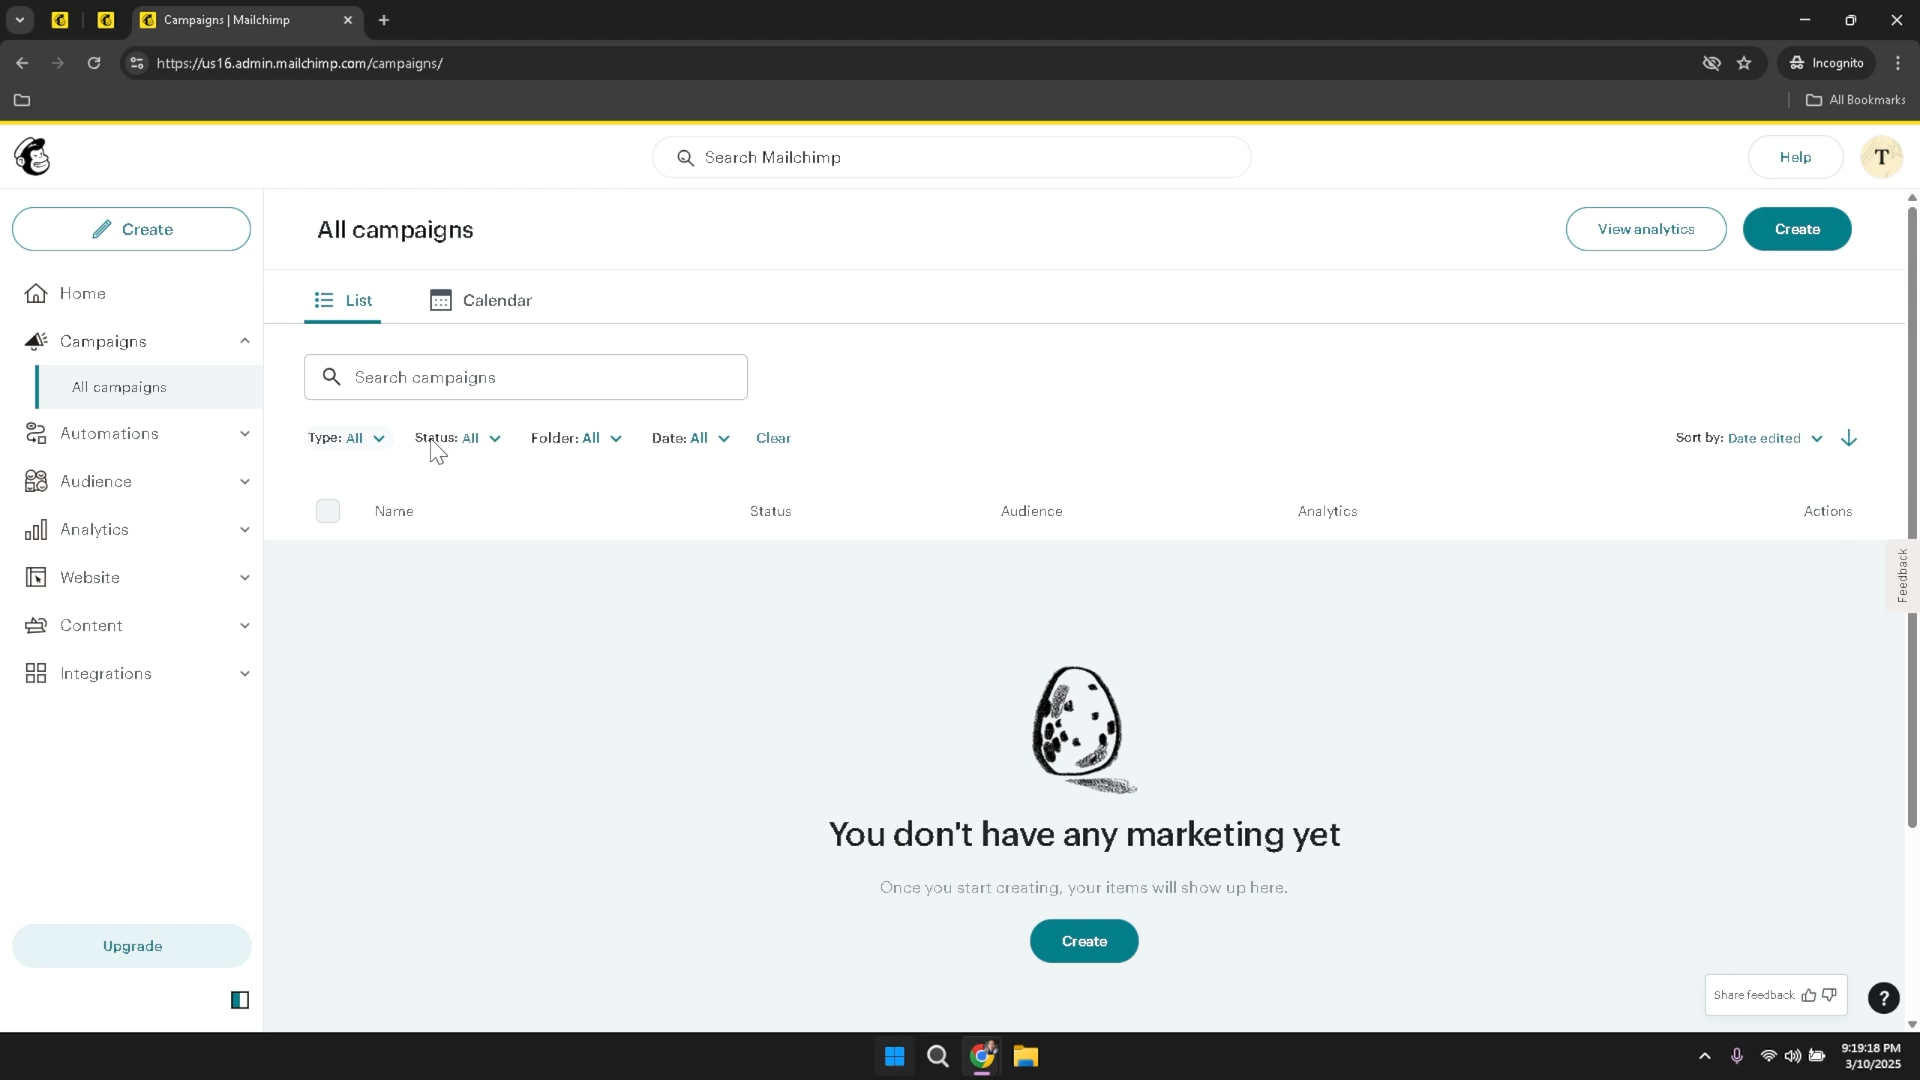 Campaigns | Mailchimp
https://us16.admin.mailchimp.com/campaigns/
Incognito
All Bookmarks
Search Mailchimp
Help
T
Create
All campaigns
View analytics
Create
Home
List
Calendar
Campaigns
Search campaigns
All campaigns
Automations
Type: All
Status: All
Folder: All
Date: All
Clear
Sort by: Date edited
Audience
Name
Status
Audience
Analytics
Actions
Analytics
Website
Feedback
Content
Integrations
You don't have any marketing yet
Once you start creating, your items will show up here.
Create
Upgrade
Share feedback
?
9:19:18 PM
3/10/2025